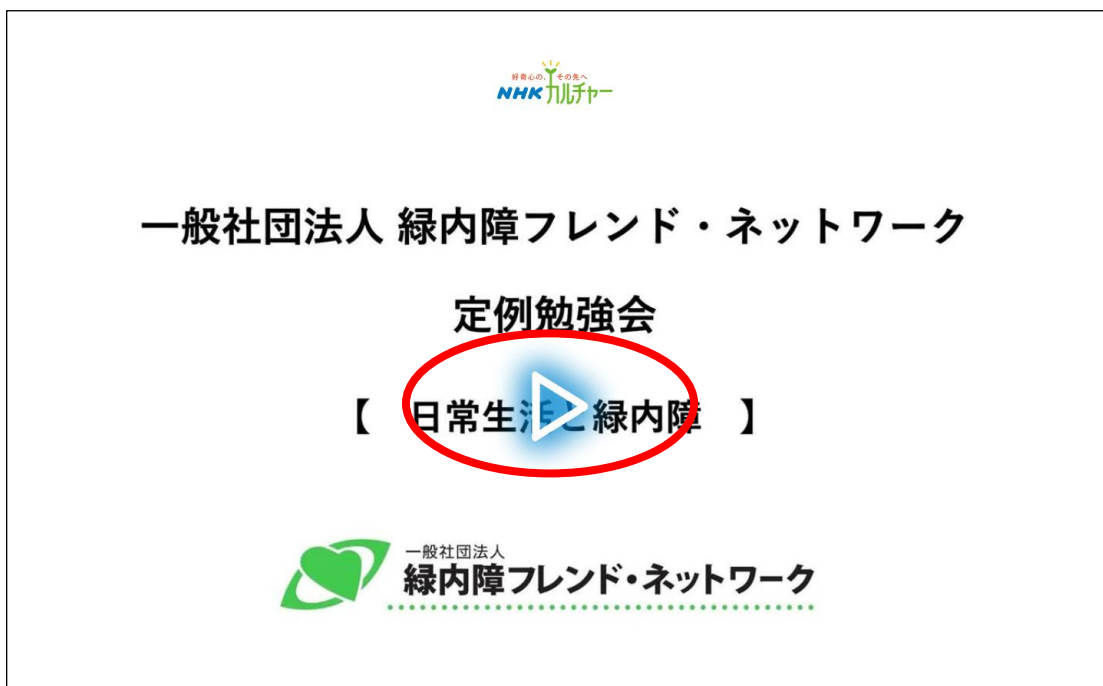 好奇心の、その先へ
NHKカルチャー
一般社団法人 緑内障フレンド・ネットワーク
定例勉強会
【 日常生活と緑内障 】
一般社団法人
緑内障フレンド・ネットワーク